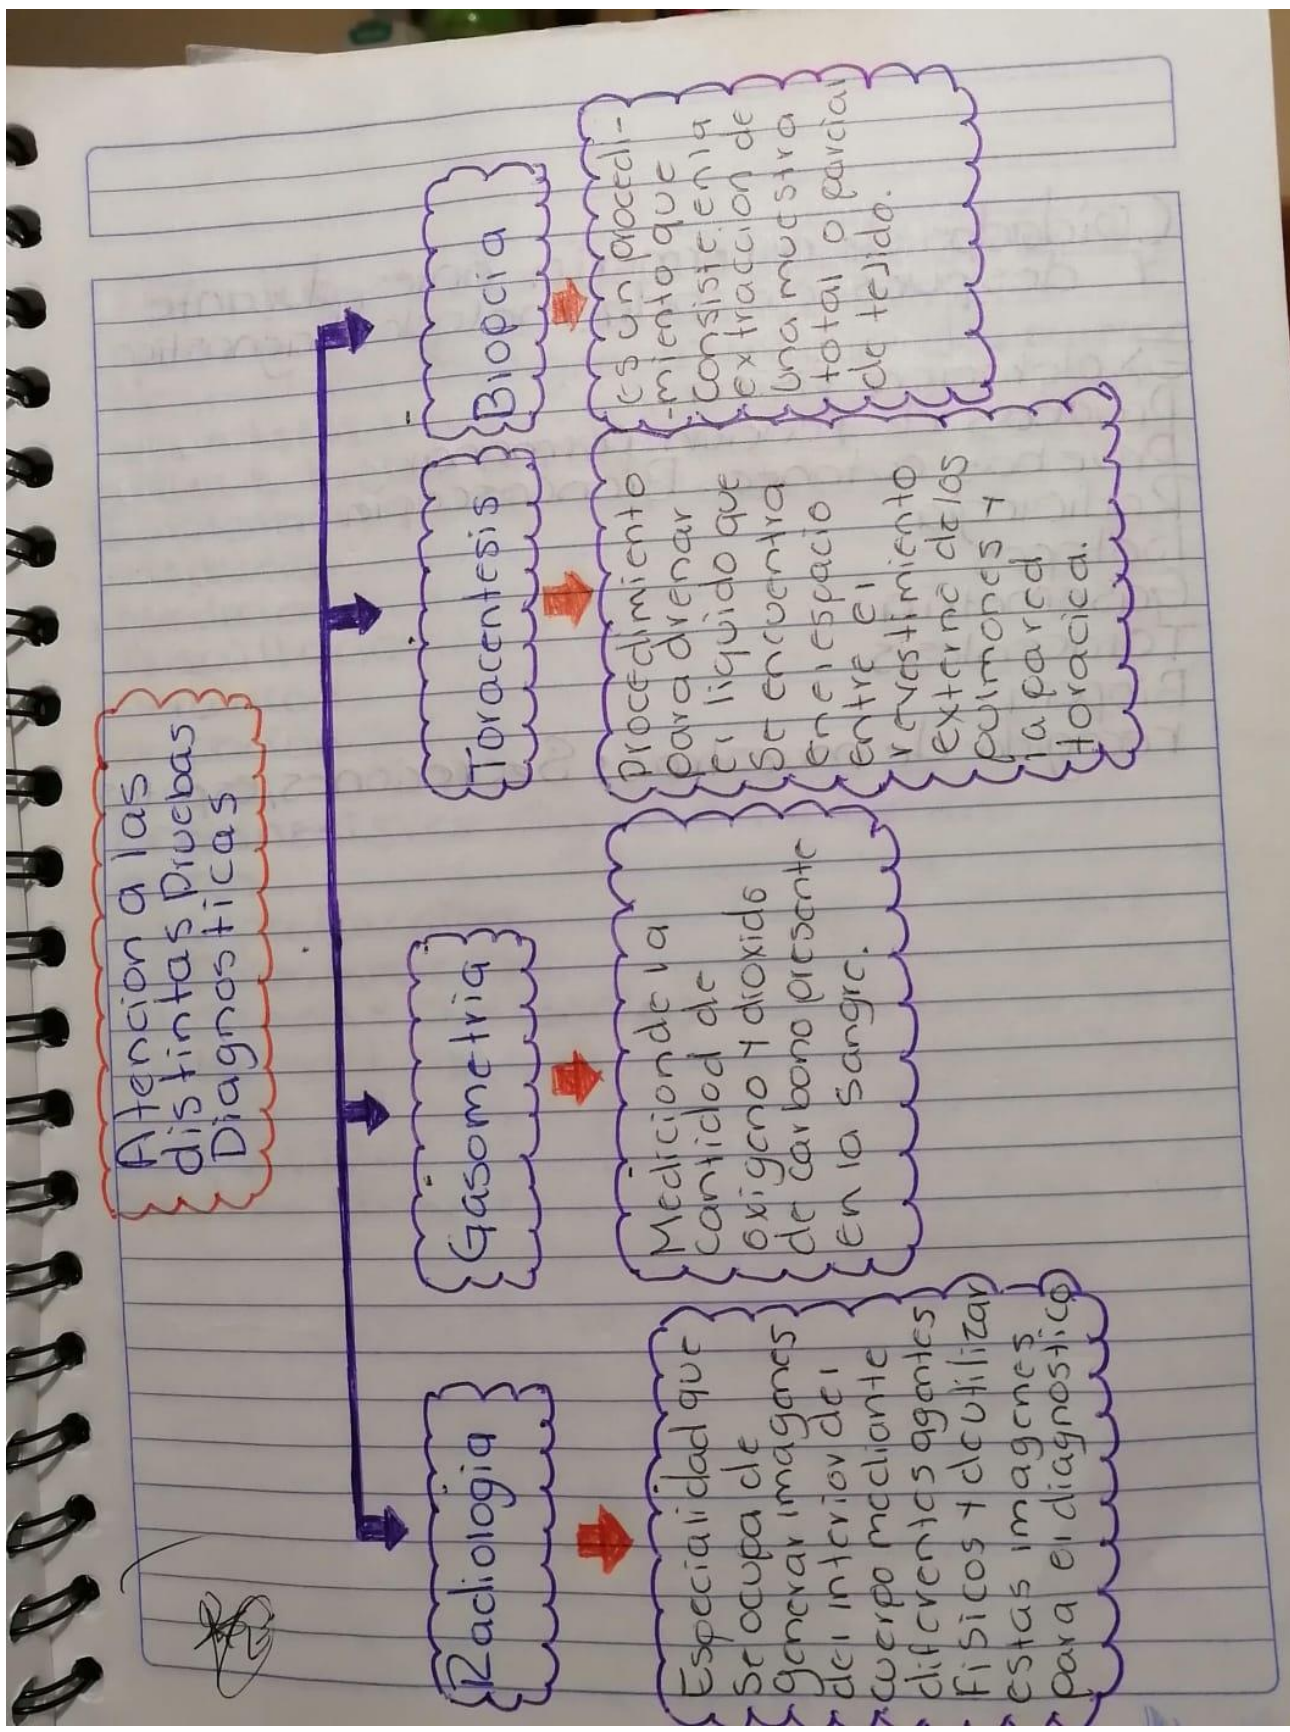 Atencion a las
distintas Pruebas
Diagnosticas
Radiologia
Especialidad que
se ocupa de
generar imagenes
del interior del
cuerpo mediante
diferentes agentes
Fisicos y de utilizar
estas imagenes
para el diagnostico
Gasometria
Medicion de la
cantidad de
oxigeno y dioxido
de carbono presente
en la sangre.
Toracentesis
Procedimiento
para drenar
el liquido que
se encuentra
en el espacio
entre el
revestimiento
externo de los
pulmones y
la pared
toracica.
Biopcia
Es un procedi-
-miento que
consiste en la
extraccion de
una muestra
total o parcial
de tejido.